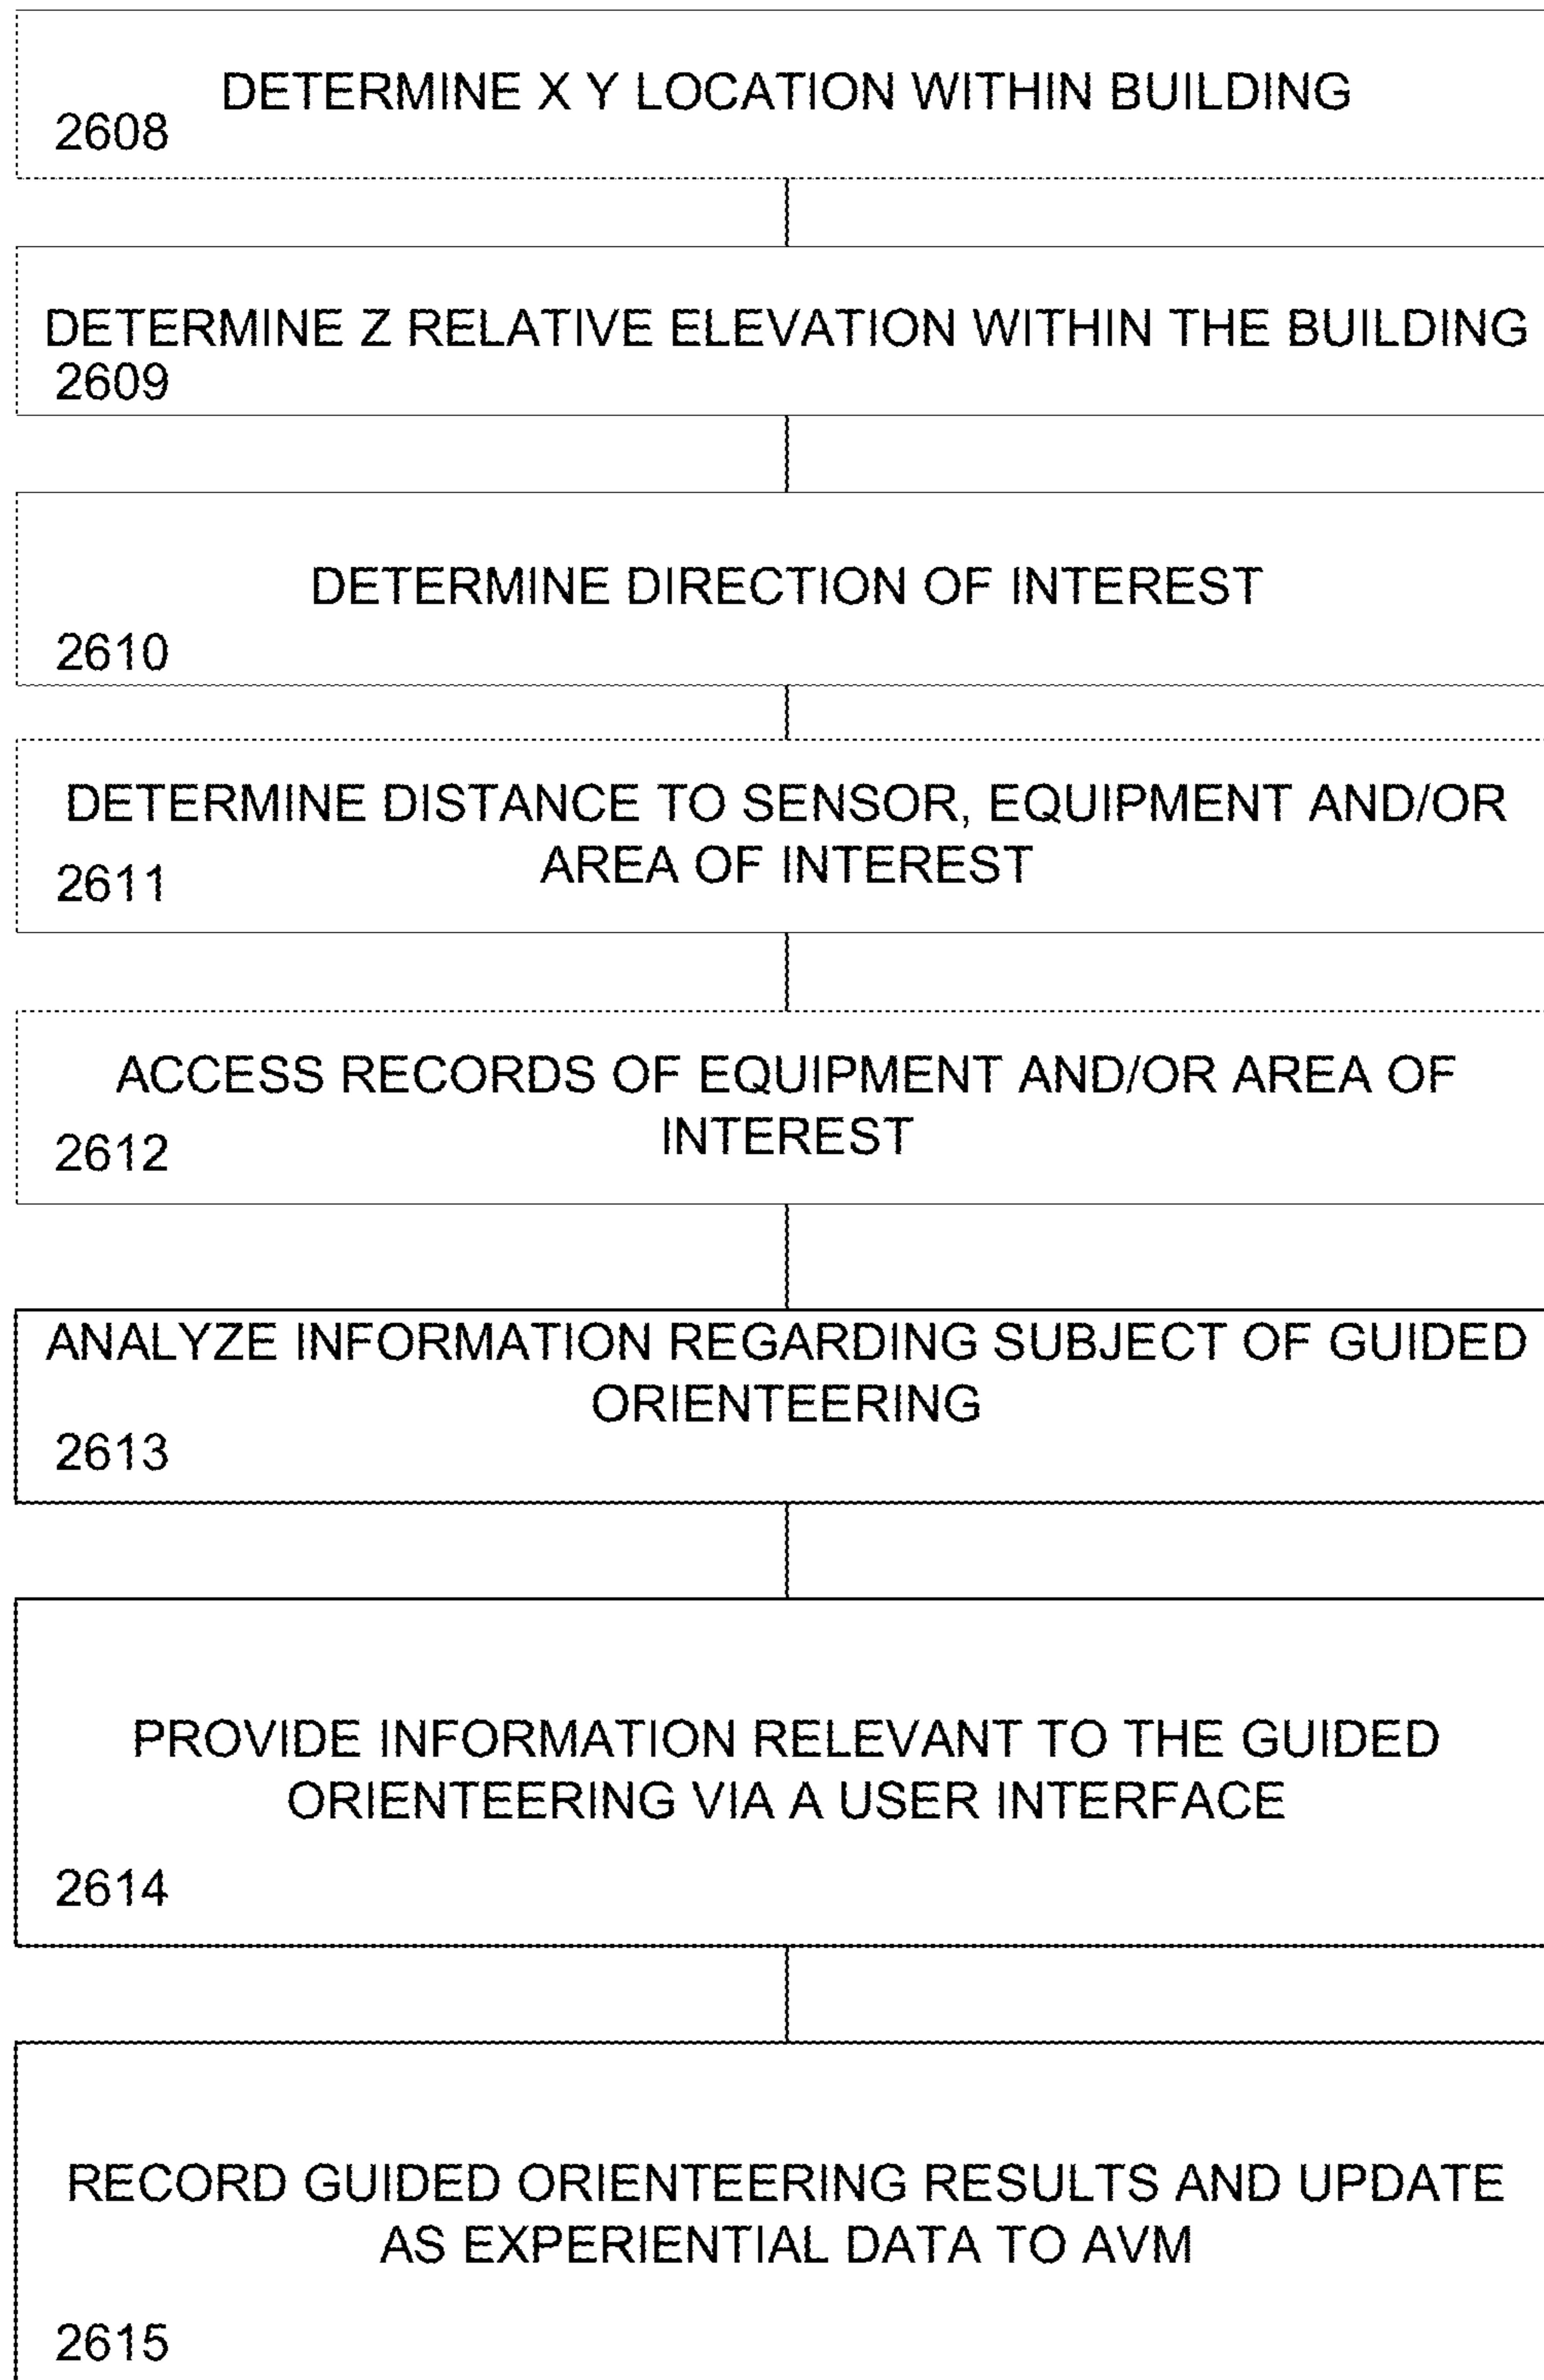 DETERMINE X Y LOCATION WITHIN BUILDING
2608
DETERMINE Z RELATIVE ELEVATION WITHIN THE BUILDING
2609
DETERMINE DIRECTION OF INTEREST
2610
DETERMINE DISTANCE TO SENSOR, EQUIPMENT AND/OR
AREA OF INTEREST
2611
ACCESS RECORDS OF EQUIPMENT AND/OR AREA OF
INTEREST
2612
ANALYZE INFORMATION REGARDING SUBJECT OF GUIDED
ORIENTEERING
2613
PROVIDE INFORMATION RELEVANT TO THE GUIDED
ORIENTEERING VIA A USER INTERFACE
2614
RECORD GUIDED ORIENTEERING RESULTS AND UPDATE
AS EXPERIENTIAL DATA TO AVM
2615